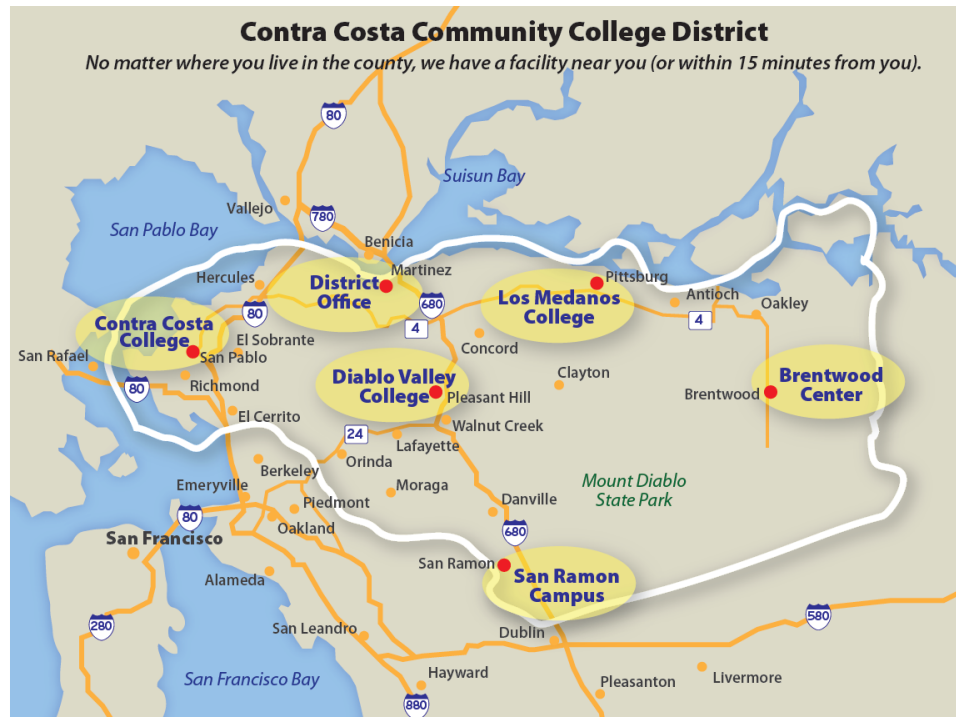 Contra Costa Community College District
No matter where you live in the county, we have a facility near you (or within 15 minutes from you).
80
Suisun Bay
Vallejo
780
San Pablo Bay
Benicia
Hercules
District
Office
Martinez
Pittsburg
680
Los Medanos
College
Antioch
Oakley
80
4
4
Contra Costa
College
El Sobrante
San Rafael
San Pablo
Concord
80
Richmond
Diablo Valley
College
Clayton
Pleasant Hill
Brentwood
Brentwood
Center
El Cerrito
Walnut Creek
24
Lafayette
Berkeley
Orinda
Emeryville
Moraga
Mount Diablo
State Park
Piedmont
Danville
80
Oakland
680
San Francisco
San Ramon
Alameda
San Ramon
Campus
280
San Leandro
Dublin
580
San Francisco Bay
Hayward
Livermore
Pleasanton
880